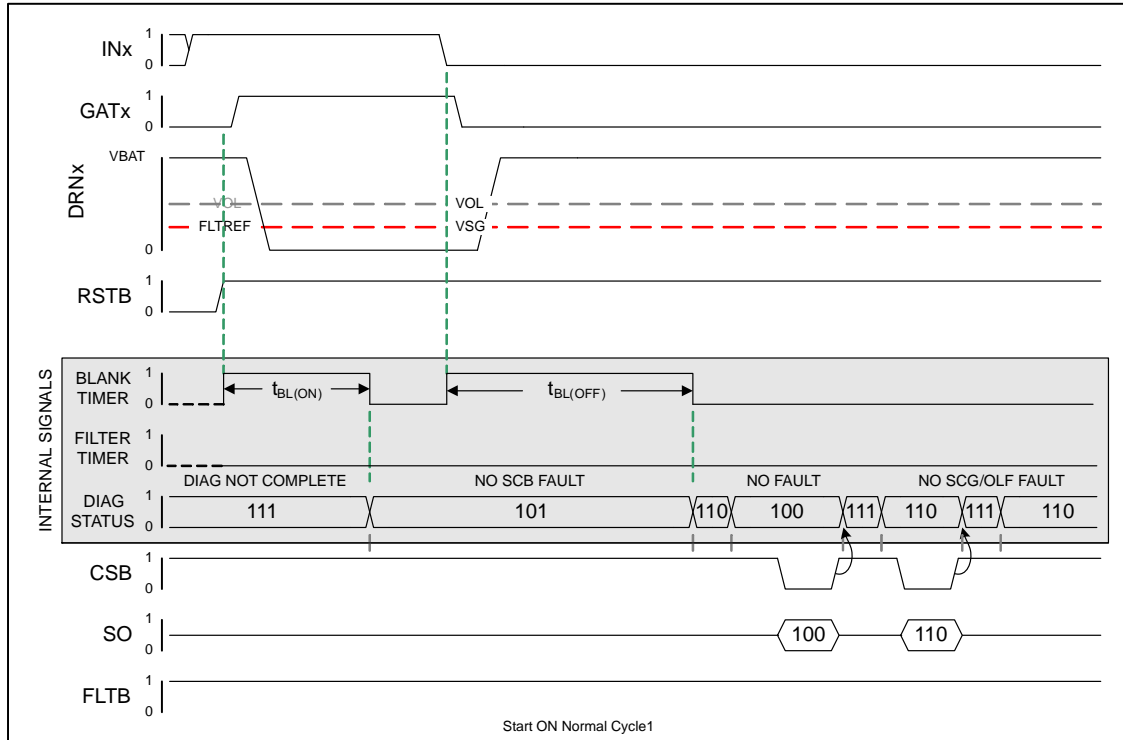 INx
1
0
GATx
1
0
DRNx
VBAT
0
VOL
VOL
FLTREF
VSG
RSTB
1
0
INTERNAL SIGNALS
BLANK
TIMER
1
0
tBL(ON)
tBL(OFF)
FILTER
TIMER
1
0
DIAG NOT COMPLETE
NO SCB FAULT
NO FAULT
NO SCG/OLF FAULT
DIAG
STATUS
1
0
111
101
110
100
111
110
111
110
CSB
1
0
SO
1
0
100
110
FLTB
1
0
Start ON Normal Cycle1